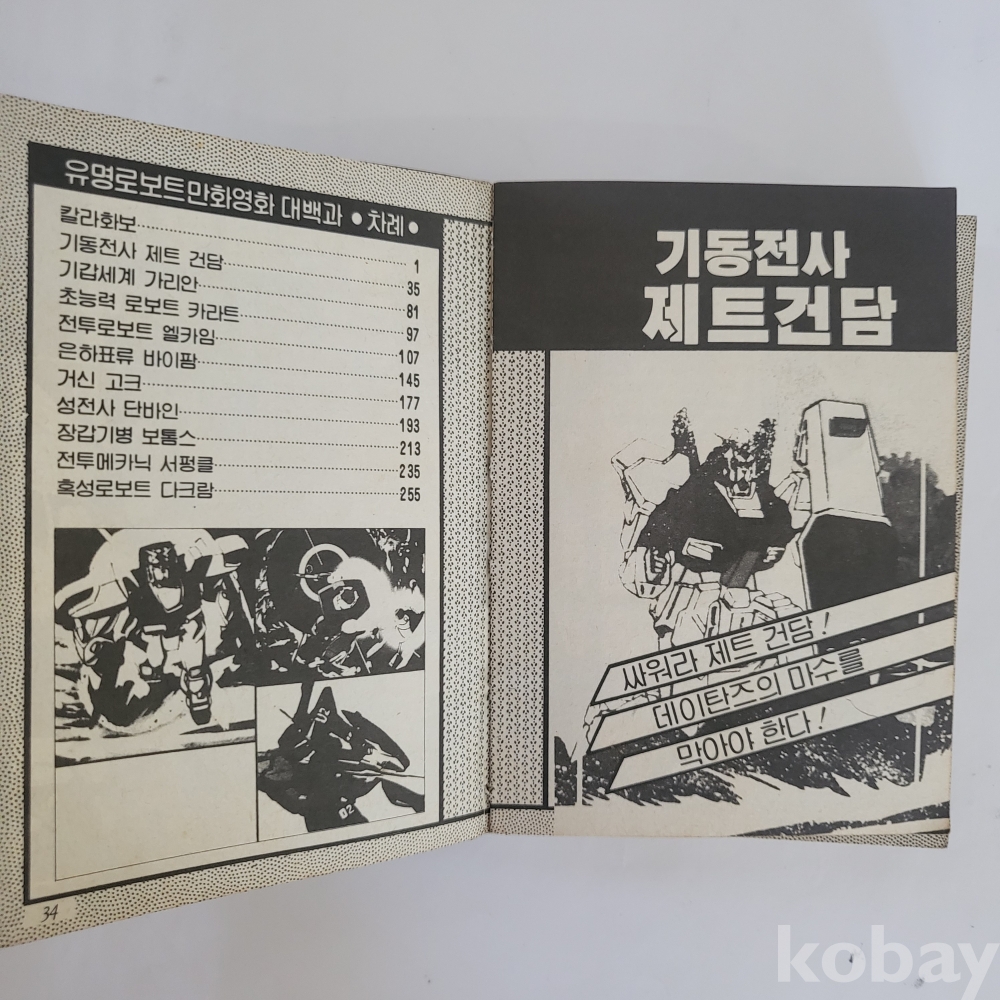 유명로보트만화영화 대백과 ● 차례 ●
칼라화보 1
기동전사 제트 건담 35
기갑세계 가리안 81
초능력 로보트 카라트 97
전투로보트 엘카임 107
은하표류 바이팜 145
거신 고크 177
성전사 단바인 193
장갑기병 보톰스 213
전투메카닉 서펑클 235
흑성로보트 다크람 255
02
34
기동전사
제트건담
싸워라 제트 건담!
데이탄즈의 마수를
막아야 한다!
kobay